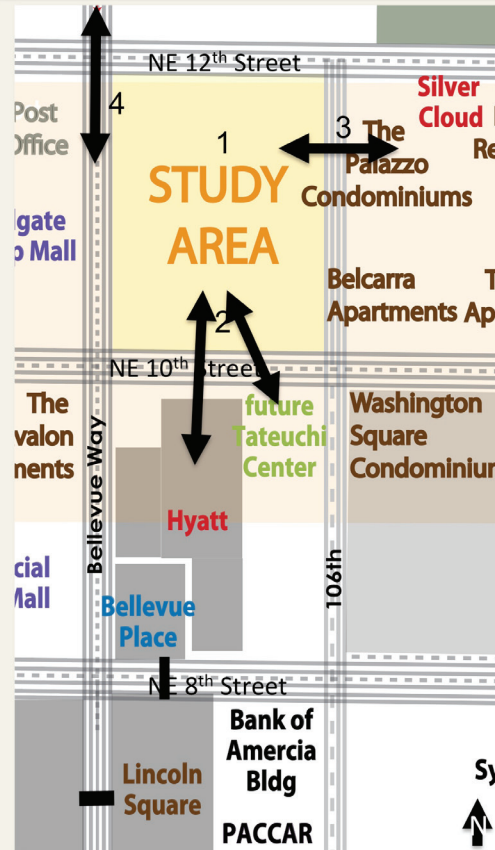 NE 12th Street
Silver
Cloud
4
Post
Office
1
3
The
Palazzo
Condominiums
STUDY
AREA
Mall
Belcarra
Apartments
2
NE 10th Street
The
future
Tateuchi
Center
Washington
Square
Bellevue Way
Hyatt
106th
Mall
Bellevue
Place
NE 8th Street
Bank of
Amercia
Bldg
Lincoln
Square
PACCAR
N